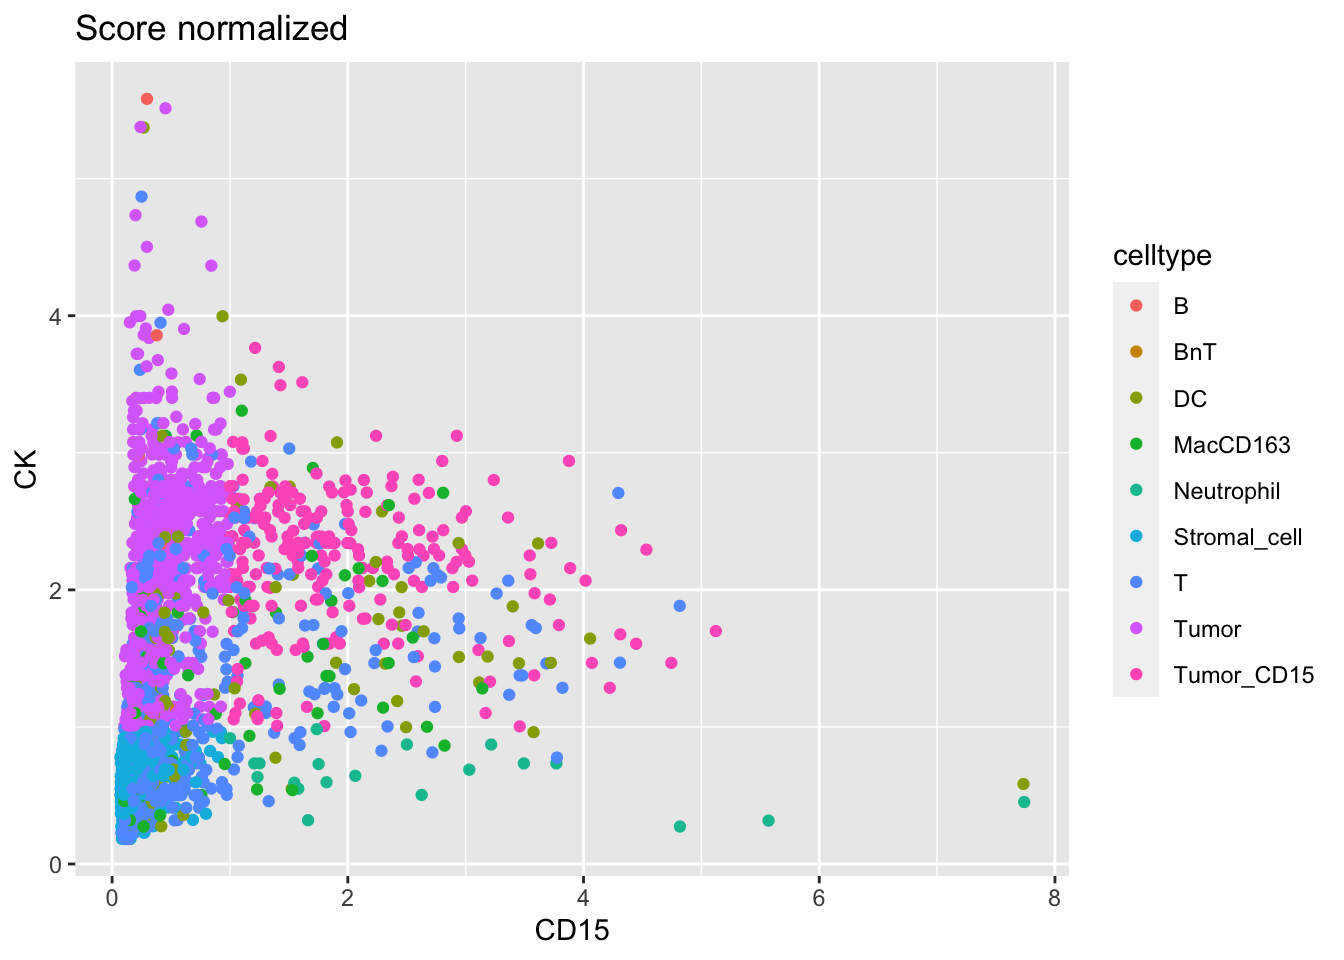 Score normalized
CK
4
2
0
0 2 4 6 8
CD15
celltype
B
BnT
DC
MacCD163
Neutrophil
Stromal_cell
T
Tumor
Tumor_CD15